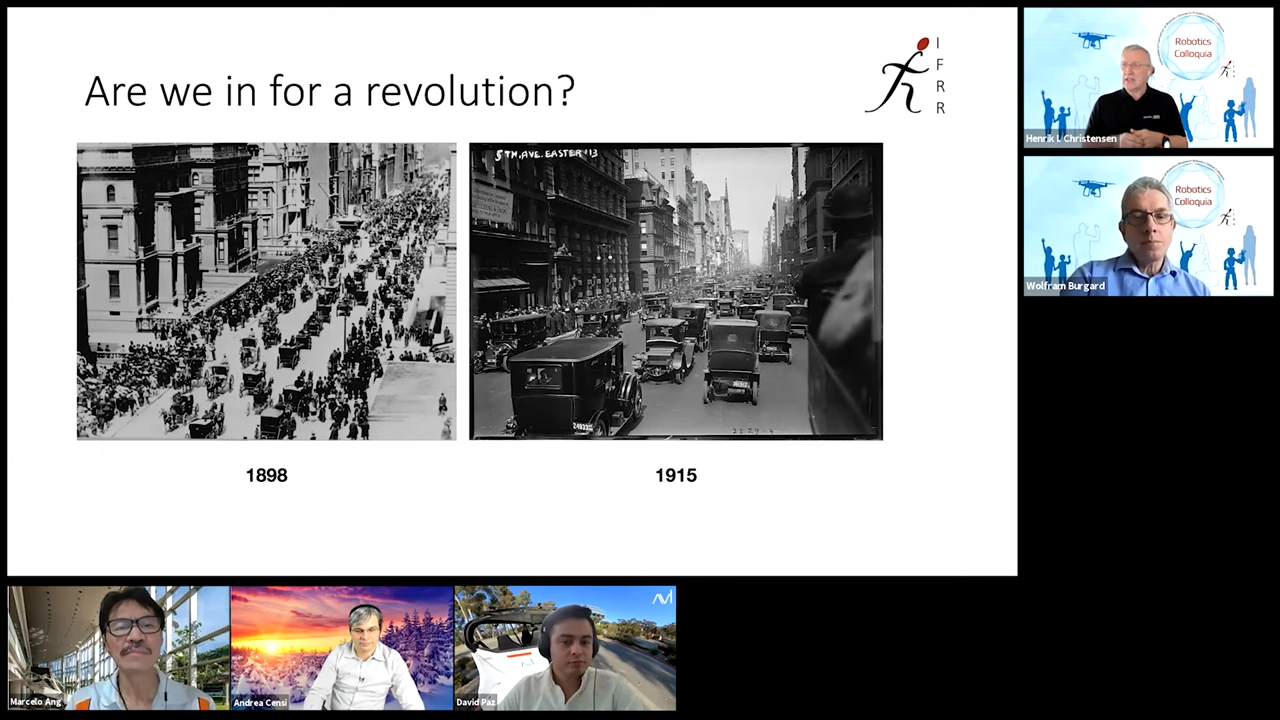 Are we in for a revolution?
I
F
R
R
5TH. AVE. EASTER '13
1898
1915
Robotics
Colloquia
Henrik I. Christensen
Robotics
Colloquia
Wolfram Burgard
Marcelo Ang
Andrea Censi
David Paz